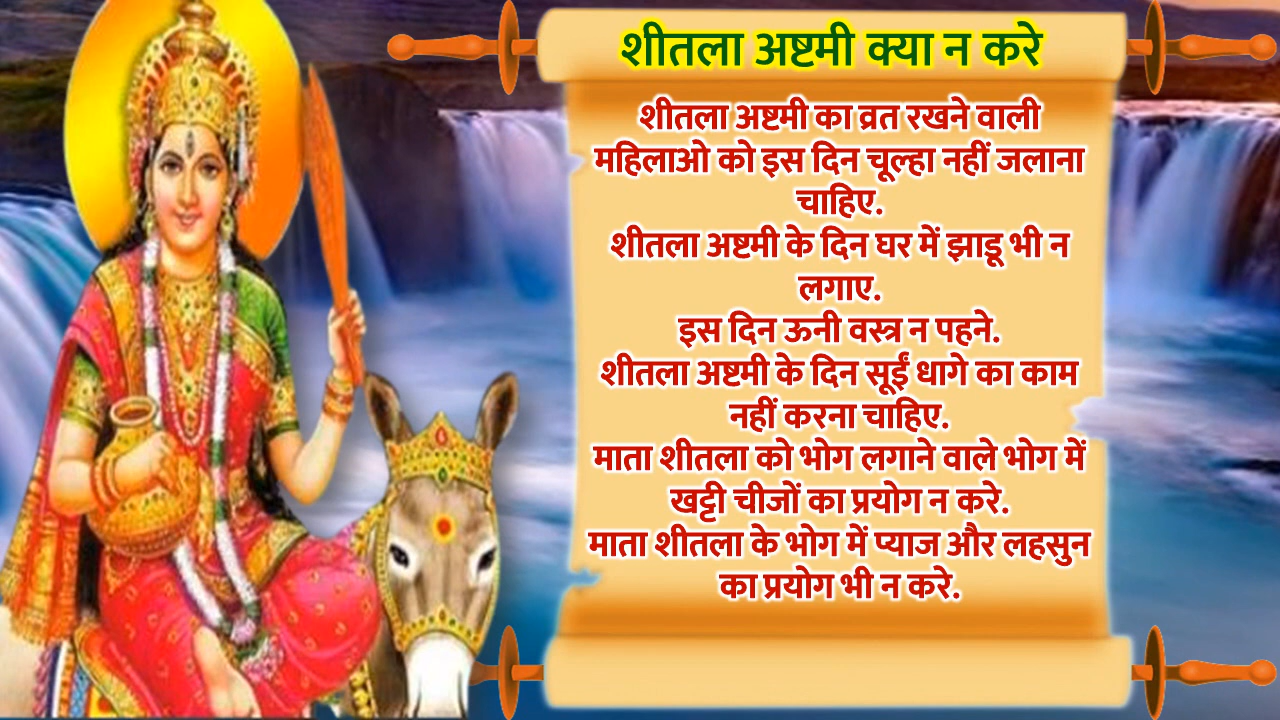 शीतला अष्टमी क्या न करे
शीतला अष्टमी का व्रत रखने वाली
महिलाओ को इस दिन चूल्हा नहीं जलाना
चाहिए.
शीतला अष्टमी के दिन घर में झाडू भी न
लगाए.
इस दिन ऊनी वस्त्र न पहने.
शीतला अष्टमी के दिन सूईं धागे का काम
नहीं करना चाहिए.
माता शीतला को भोग लगाने वाले भोग में
खट्टी चीजों का प्रयोग न करे.
माता शीतला के भोग में प्याज और लहसुन
का प्रयोग भी न करे.